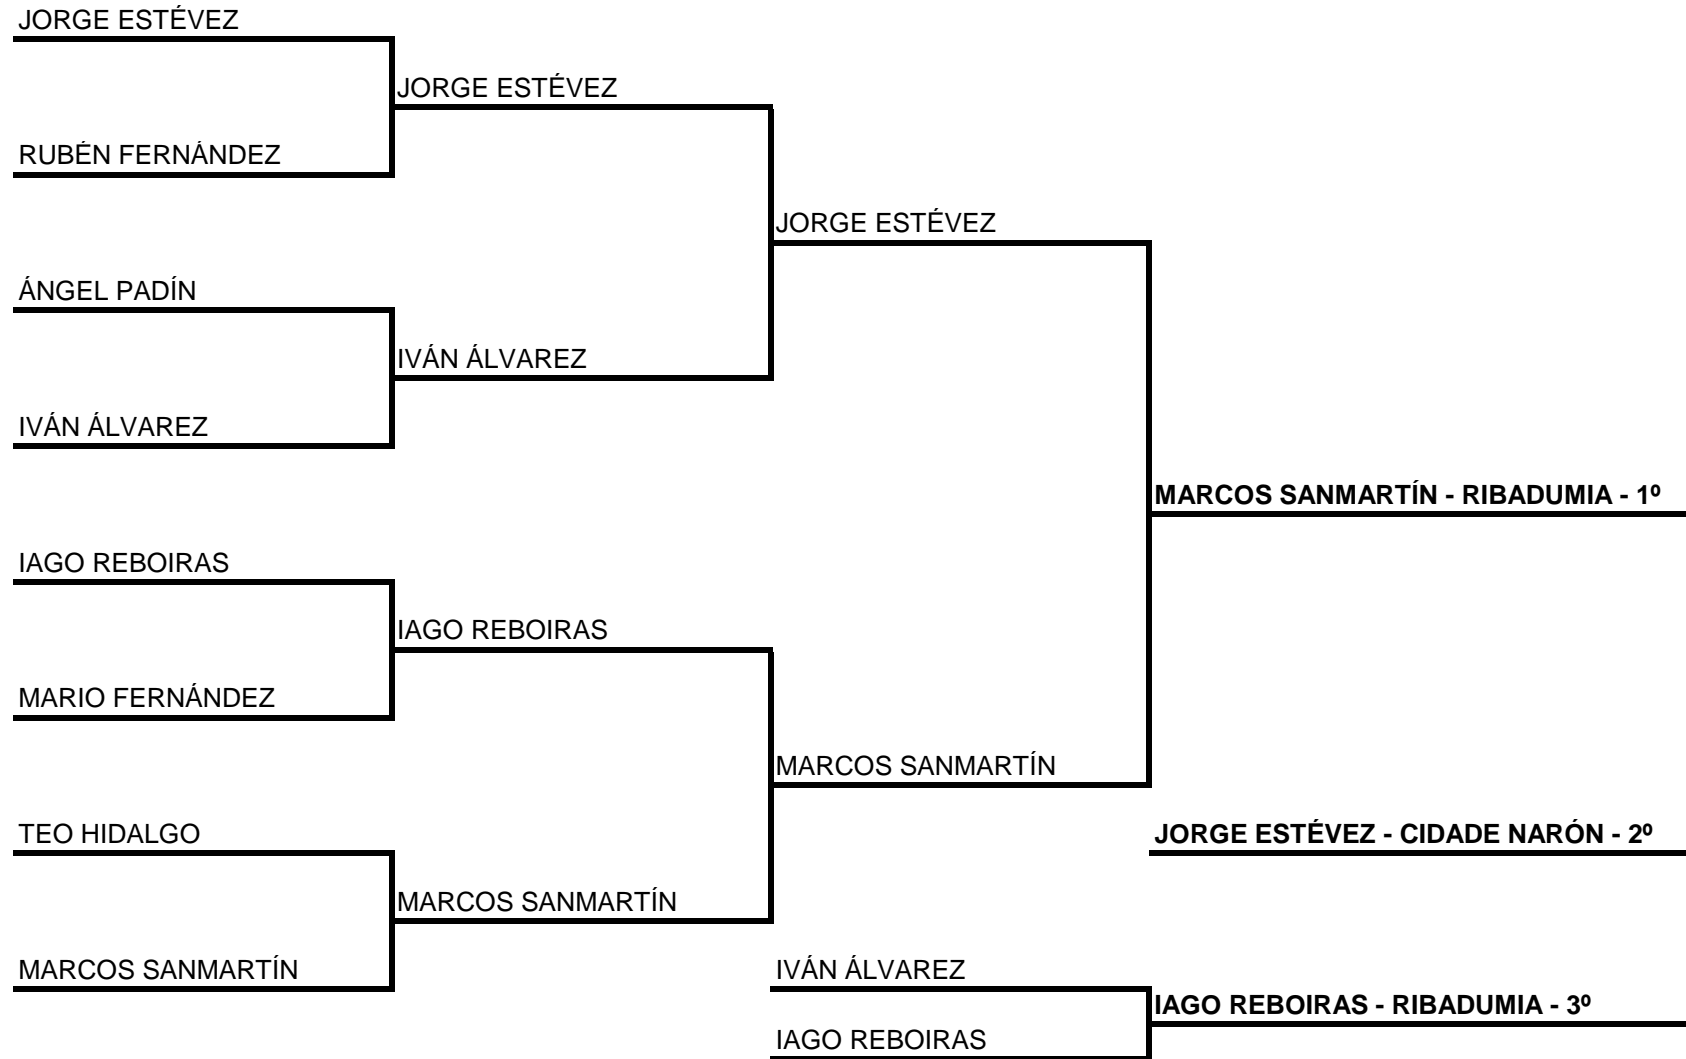 JORGE ESTÉVEZ
JORGE ESTÉVEZ
RUBÉN FERNÁNDEZ
JORGE ESTÉVEZ
ÁNGEL PADÍN
IVÁN ÁLVAREZ
IVÁN ÁLVAREZ
MARCOS SANMARTÍN - RIBADUMIA - 1º
IAGO REBOIRAS
IAGO REBOIRAS
MARIO FERNÁNDEZ
MARCOS SANMARTÍN
TEO HIDALGO
JORGE ESTÉVEZ - CIDADE NARÓN - 2º
MARCOS SANMARTÍN
MARCOS SANMARTÍN
IVÁN ÁLVAREZ
IAGO REBOIRAS - RIBADUMIA - 3º
IAGO REBOIRAS